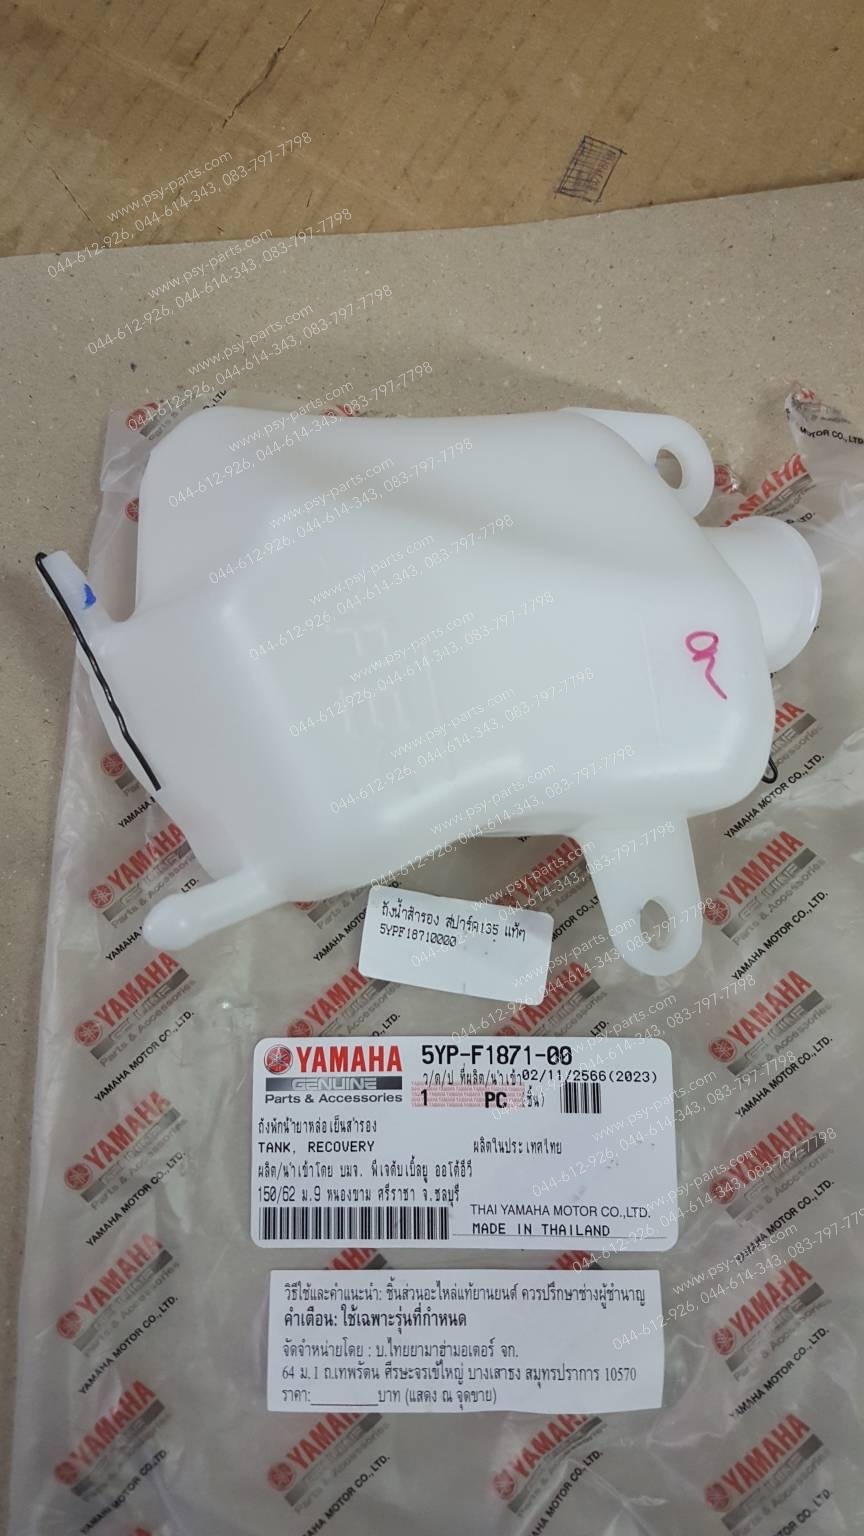 www.psy-parts.com
044-612-926, 044-614-343, 083-797-7798
ถังน้ำสำรอง สปาร์ค135 แท้ๆ
5YPF18710000
YAMAHA
GENUINE
Parts & Accessories
5YP-F1871-00
ว/ด/ป ที่ผลิต/นำเข้า02/11/2566(2023)
1 PC (ชิ้น)
ถังพักน้ำยาหล่อเย็นสำรอง
TANK, RECOVERY ผลิตในประเทศไทย
ผลิต/นำเข้าโดย บมจ. พีเจดับเบิ้ลยู ออโต้อีวี
150/62 ม.9 หนองขาม ศรีราชา จ.ชลบุรี
THAI YAMAHA MOTOR CO.,LTD.
MADE IN THAILAND
วิธีใช้และคำแนะนำ: ชิ้นส่วนอะไหล่แท้ยานยนต์ ควรปรึกษาช่างผู้ชำนาญ
คำเตือน: ใช้เฉพาะรุ่นที่กำหนด
จัดจำหน่ายโดย : บ.ไทยยามาฮ่ามอเตอร์ จก.
64 ม.1 ถ.เทพรัตน ศีรษะจรเข้ใหญ่ บางเสาธง สมุทรปราการ 10570
ราคา:________บาท (แสดง ณ จุดขาย)
YAMAHA
GENUINE
Parts & Accessories
YAMAHA MOTOR CO., LTD.